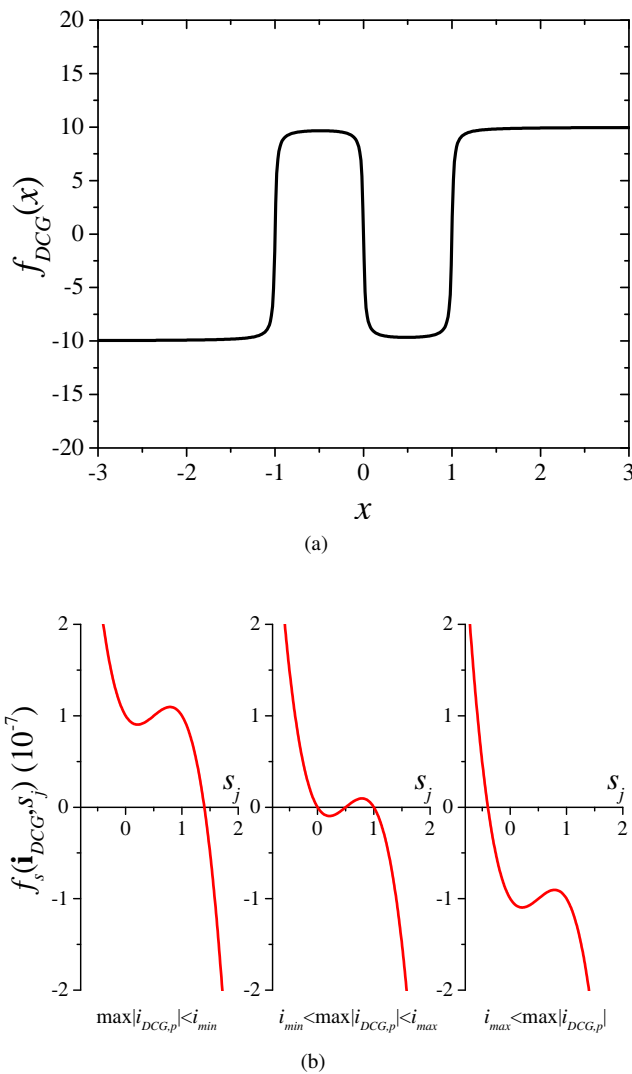 20
15
10
5
0
-5
-10
-15
-20
f_DCG(x)
-3 -2 -1 0 1 2 3
x
(a)
2 2 2
1 1 1
s_j s_j s_j
0 0 0
0 1 2 0 1 2 0 1 2
-1 -1 -1
-2 -2 -2
f_s(i_DCG,s_j) (10^-7)
max|i_DCG,p|<i_min i_min<max|i_DCG,p|<i_max i_max<max|i_DCG,p|
(b)